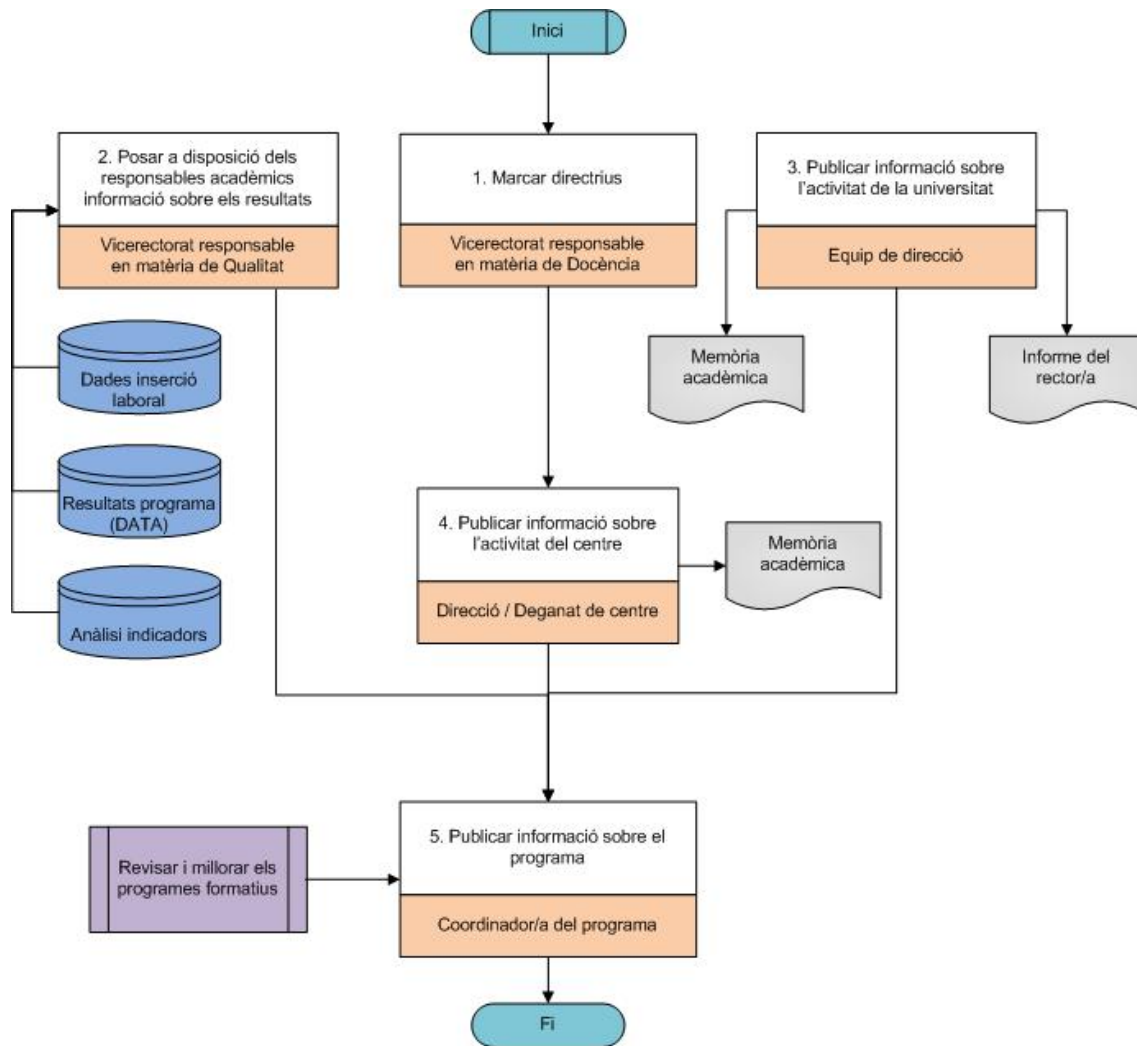 Inici
2. Posar a disposició dels
responsables acadèmics
informació sobre els resultats
Vicerectorat responsable
en matèria de Qualitat
1. Marcar directrius
Vicerectorat responsable
en matèria de Docència
3. Publicar informació sobre
l'activitat de la universitat
Equip de direcció
Dades inserció
laboral
Resultats programa
(DATA)
Anàlisi indicadors
Memòria
acadèmica
Informe del
rector/a
4. Publicar informació sobre
l'activitat del centre
Direcció / Deganat de centre
Memòria
acadèmica
Revisar i millorar els
programes formatius
5. Publicar informació sobre el
programa
Coordinador/a del programa
Fi